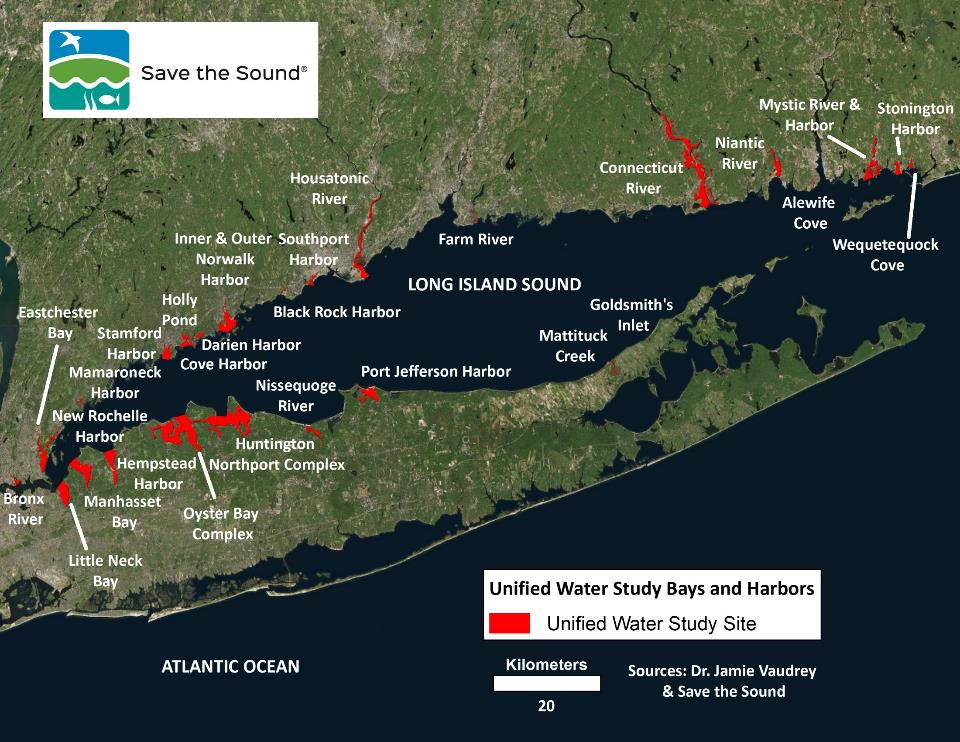 Save the Sound®
Mystic River &
Harbor
Stonington
Harbor
Niantic
River
Connecticut
River
Housatonic
River
Alewife
Cove
Wequetequock
Cove
Inner & Outer
Norwalk
Harbor
Southport
Harbor
Farm River
LONG ISLAND SOUND
Black Rock Harbor
Goldsmith's
Inlet
Mattituck
Creek
Eastchester
Bay
Holly
Pond
Stamford
Harbor
Darien Harbor
Cove Harbor
Mamaroneck
Harbor
Nissequoge
River
Port Jefferson Harbor
New Rochelle
Harbor
Huntington
Northport Complex
Hempstead
Harbor
Bronx
River
Manhasset
Bay
Oyster Bay
Complex
Little Neck
Bay
Unified Water Study Bays and Harbors
Unified Water Study Site
ATLANTIC OCEAN
Kilometers
20
Sources: Dr. Jamie Vaudrey
& Save the Sound